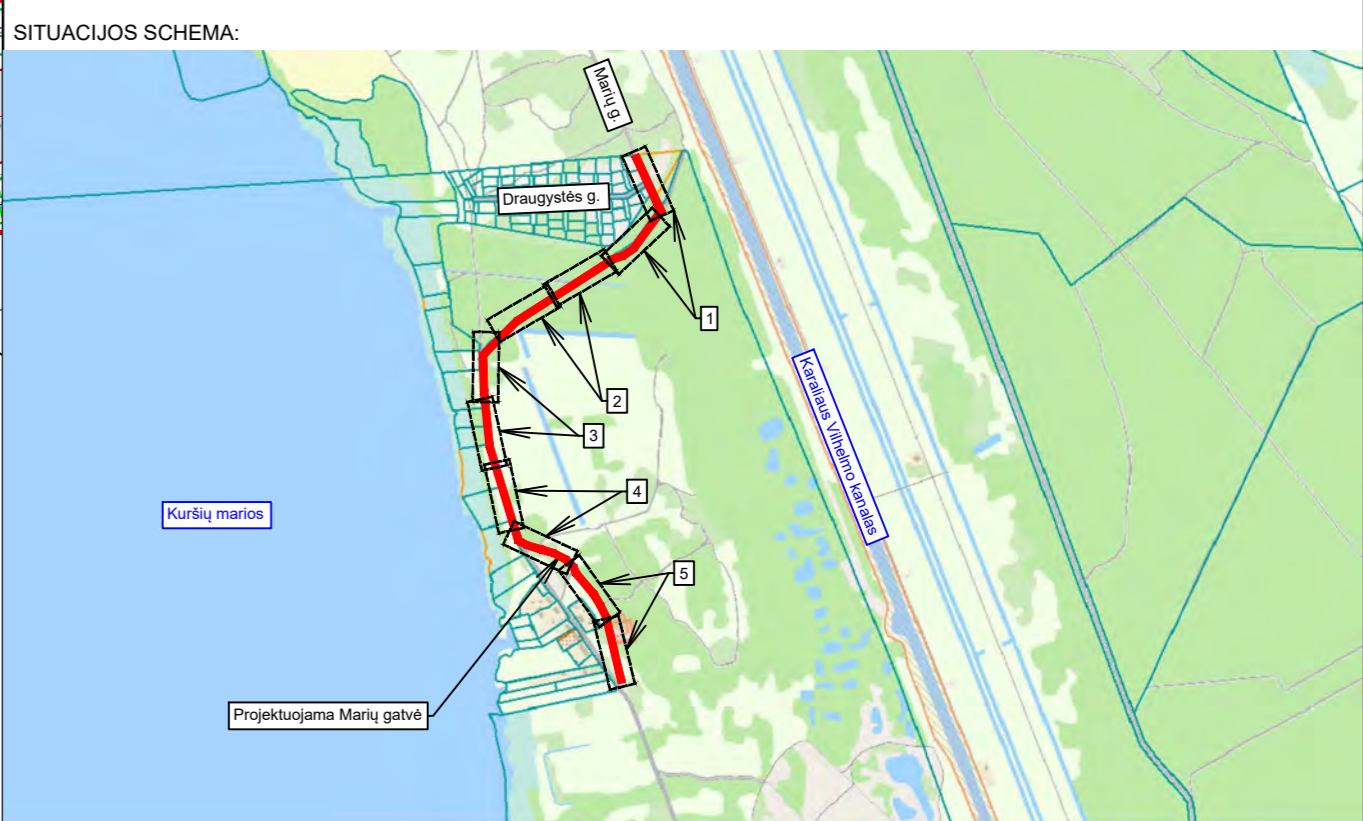 SITUACIJOS SCHEMA:
Marių g.
Draugystės g.
1
2
3
Karaliaus Vilhelmo kanalas
4
Kuršių marios
5
Projektuojama Marių gatvė